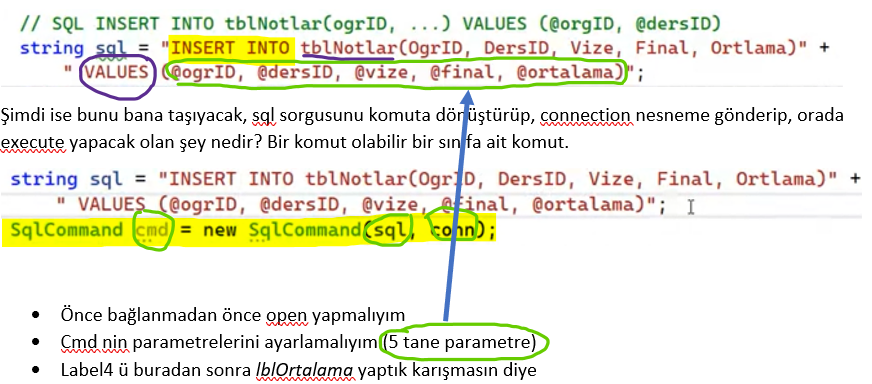 // SQL INSERT INTO tblNotlar(ogrID, ...) VALUES (@orgID, @dersID)
string sql = "INSERT INTO tblNotlar(OgrID, DersID, Vize, Final, Ortlama)" +
" VALUES (@ogrID, @dersID, @vize, @final, @ortalama)";
Şimdi ise bunu bana taşıyacak, sql sorgusunu komuta dönüştürüp, connection nesneme gönderip, orada
execute yapacak olan şey nedir? Bir komut olabilir bir sınıfa ait komut.
string sql = "INSERT INTO tblNotlar(OgrID, DersID, Vize, Final, Ortlama)" +
" VALUES (@ogrID, @dersID, @vize, @final, @ortalama)";
SqlCommand cmd = new SqlCommand(sql, conn);
• Önce bağlanmadan önce open yapmalıyım
• Cmd nin parametrelerini ayarlamalıyım (5 tane parametre)
• Label4 ü buradan sonra lblOrtalama yaptık karışmasın diye